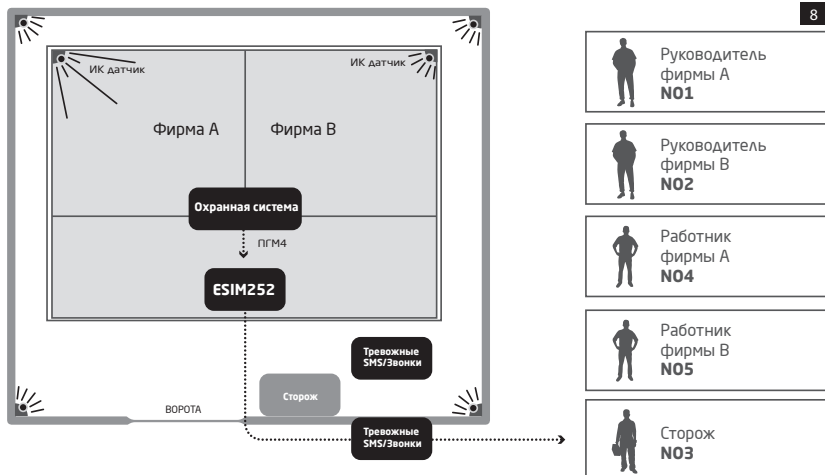 8
ИК датчик
ИК датчик
Фирма А
Фирма В
Охранная система
ПГМ4
ESIM252
Тревожные
SMS/Звонки
Сторож
ВОРОТА
Тревожные
SMS/Звонки
Руководитель
фирмы А
NO1
Руководитель
фирмы В
NO2
Работник
фирмы А
NO4
Работник
фирмы В
NO5
Сторож
NO3